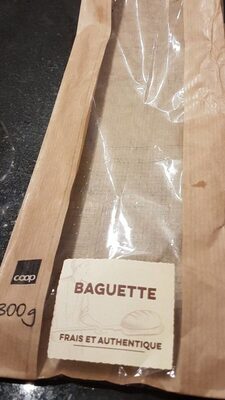 coop
300g
BAGUETTE
FRAIS ET AUTHENTIQUE